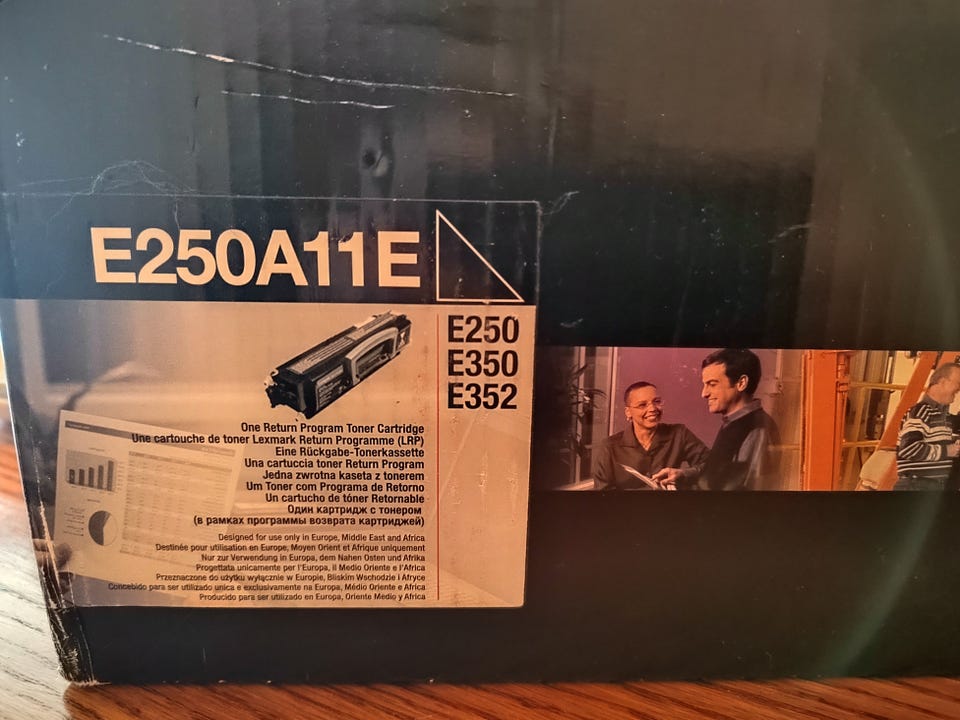 E250A11E
E250
E350
E352
One Return Program Toner Cartridge
Une cartouche de toner Lexmark Return Programme (LRP)
Eine Rückgabe-Tonerkassette
Una cartuccia toner Return Program
Jedna zwrotna kaseta z tonerem
Um Toner com Programa de Retorno
Un cartucho de tóner Retornable
Один картридж с тонером
(в рамках программы возврата картриджей)
Designed for use only in Europe, Middle East and Africa
Destinée pour utilisation en Europe, Moyen Orient et Afrique uniquement
Nur zur Verwendung in Europa, dem Nahen Osten und Afrika
Progettata unicamente per l'Europa, il Medio Oriente e l'Africa
Przeznaczone do użytku wyłącznie w Europie, Bliskim Wschodzie i Afryce
Concebido para ser utilizado unica e exclusivamente na Europa, Médio Oriente e Africa
Producido para ser utilizado en Europa, Oriente Medio y Africa